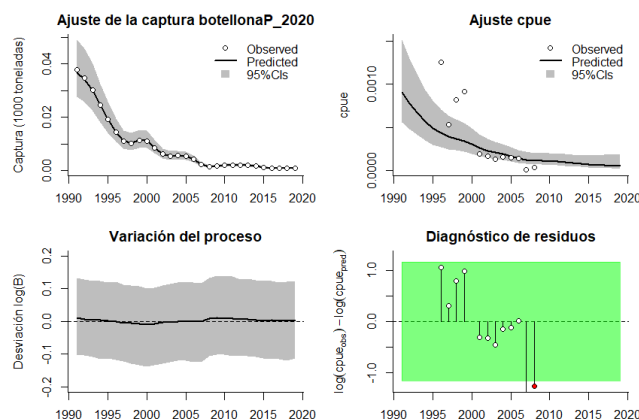 Ajuste de la captura botellonaP_2020
Captura (1000 toneladas)
0.04
0.02
0.00
Observed
Predicted
95%CIs
1990 1995 2000 2005 2010 2015 2020
Ajuste cpue
cpue
0.0010
0.0000
Observed
Predicted
95%CIs
1990 1995 2000 2005 2010 2015 2020
Variación del proceso
Desviación log(B)
0.2
0.1
0.0
-0.1
-0.2
1990 1995 2000 2005 2010 2015 2020
Diagnóstico de residuos
log(cpue_obs) − log(cpue_pred.)
1.0
0.0
-1.0
1990 1995 2000 2005 2010 2015 2020